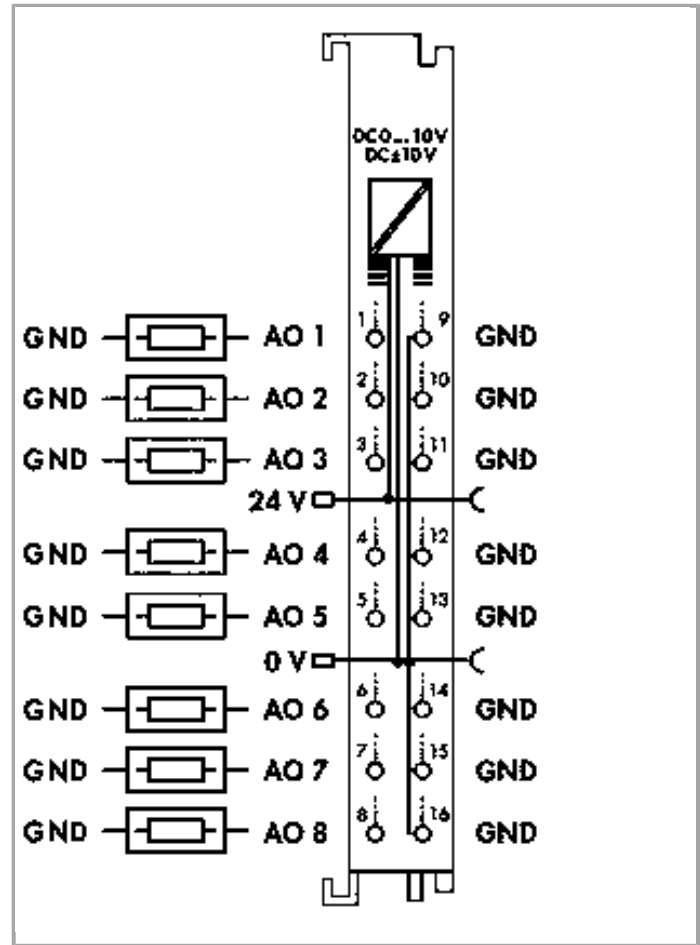 DC0...10V
DC±10V
GND AO 1 1 9 GND
GND AO 2 2 10 GND
GND AO 3 3 11 GND
24 V
GND AO 4 4 12 GND
GND AO 5 5 13 GND
0 V
GND AO 6 6 14 GND
GND AO 7 7 15 GND
GND AO 8 8 16 GND